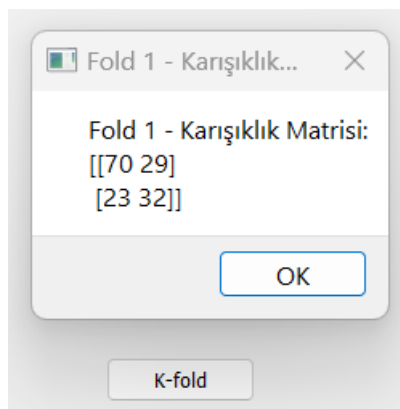 Fold 1 - Karışıklık...
Fold 1 - Karışıklık Matrisi:
[[70 29]
[23 32]]
OK
K-fold